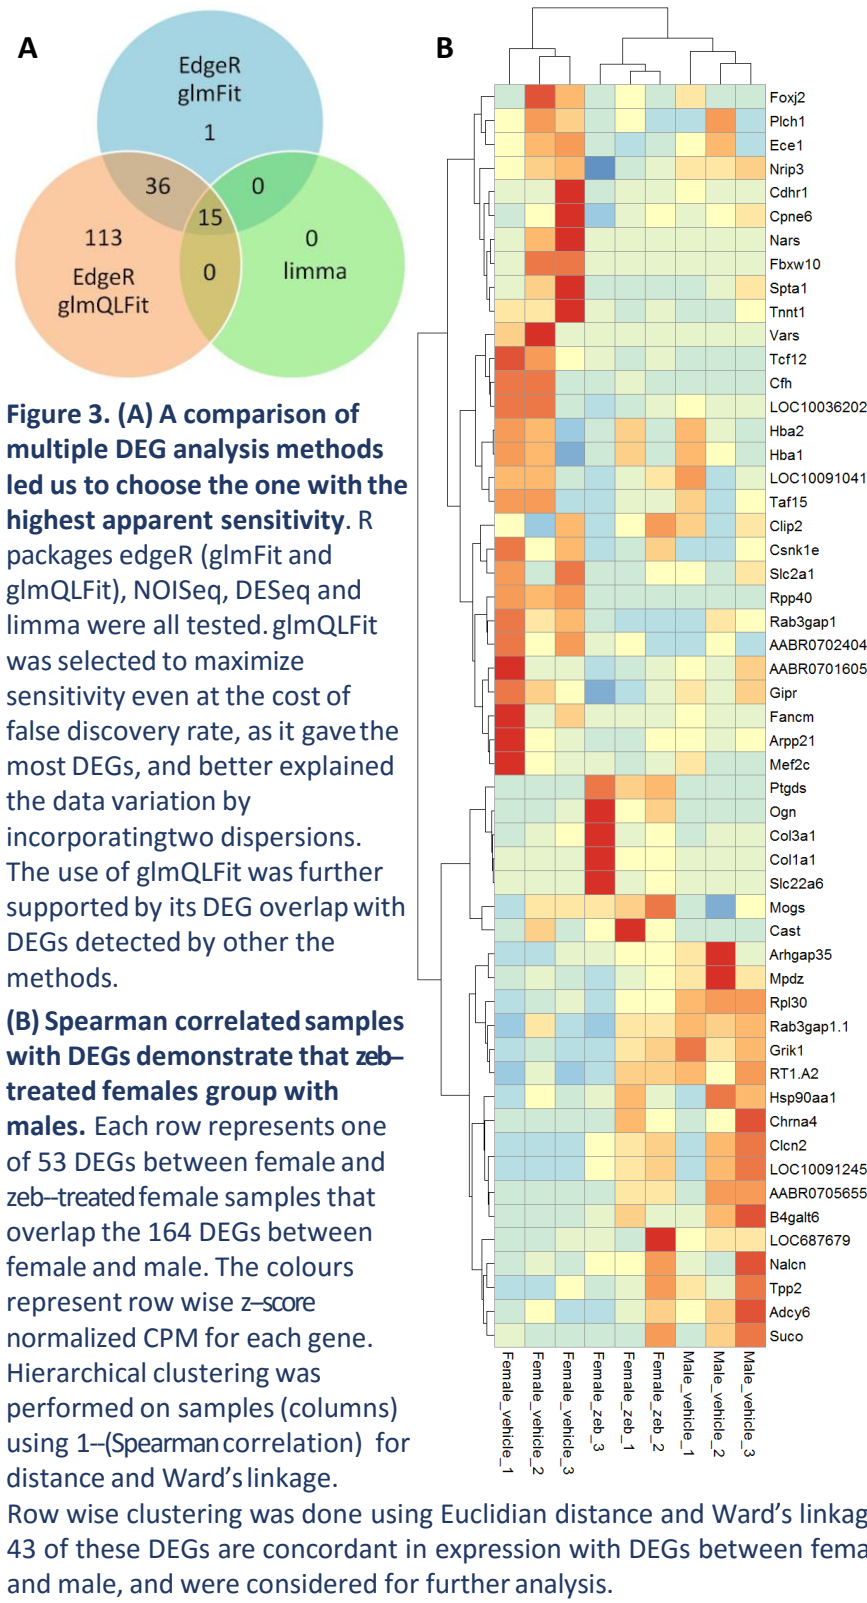 A
EdgeR
glmFit
1
36
0
15
113
0
0
EdgeR
glmQLFit
limma
Figure 3. (A) A comparison of
multiple DEG analysis methods
led us to choose the one with the
highest apparent sensitivity. R
packages edgeR (glmFit and
glmQLFit), NOISeq, DESeq and
limma were all tested. glmQLFit
was selected to maximize
sensitivity even at the cost of
false discovery rate, as it gave the
most DEGs, and better explained
the data variation by
incorporatingtwo dispersions.
The use of glmQLFit was further
supported by its DEG overlap with
DEGs detected by other the
methods.
(B) Spearman correlated samples
with DEGs demonstrate that zeb–
treated females group with
males. Each row represents one
of 53 DEGs between female and
zeb–-treated female samples that
overlap the 164 DEGs between
female and male. The colours
represent row wise z–score
normalized CPM for each gene.
Hierarchical clustering was
performed on samples (columns)
using 1–-(Spearman correlation) for
distance and Ward's linkage.
Row wise clustering was done using Euclidian distance and Ward's linkag
43 of these DEGs are concordant in expression with DEGs between fema
and male, and were considered for further analysis.
B
Foxj2
Plch1
Ece1
Nrip3
Cdhr1
Cpne6
Nars
Fbxw10
Spta1
Tnnt1
Vars
Tcf12
Cfh
LOC10036202
Hba2
Hba1
LOC10091041
Taf15
Clip2
Csnk1e
Slc2a1
Rpp40
Rab3gap1
AABR0702404
AABR0701605
Gipr
Fancm
Arpp21
Mef2c
Ptgds
Ogn
Col3a1
Col1a1
Slc22a6
Mogs
Cast
Arhgap35
Mpdz
Rpl30
Rab3gap1.1
Grik1
RT1.A2
Hsp90aa1
Chrna4
Clcn2
LOC10091245
AABR0705655
B4galt6
LOC687679
Nalcn
Tpp2
Adcy6
Suco
Female_vehicle_1
Female_vehicle_2
Female_vehicle_3
Female_zeb_3
Female_zeb_1
Female_zeb_2
Male_vehicle_1
Male_vehicle_2
Male_vehicle_3